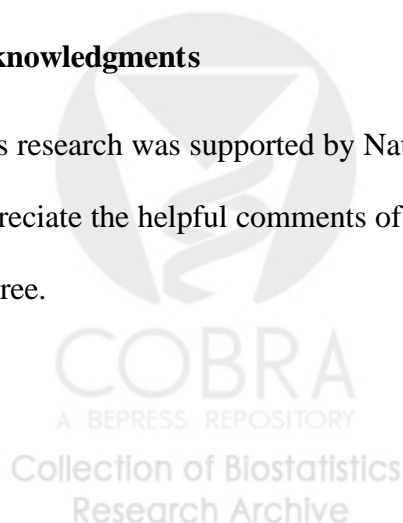 knowledgments
s research was supported by Nat
reciate the helpful comments of
ree.
COBRA
A BEPRESS REPOSITORY
Collection of Biostatistics
Research Archive